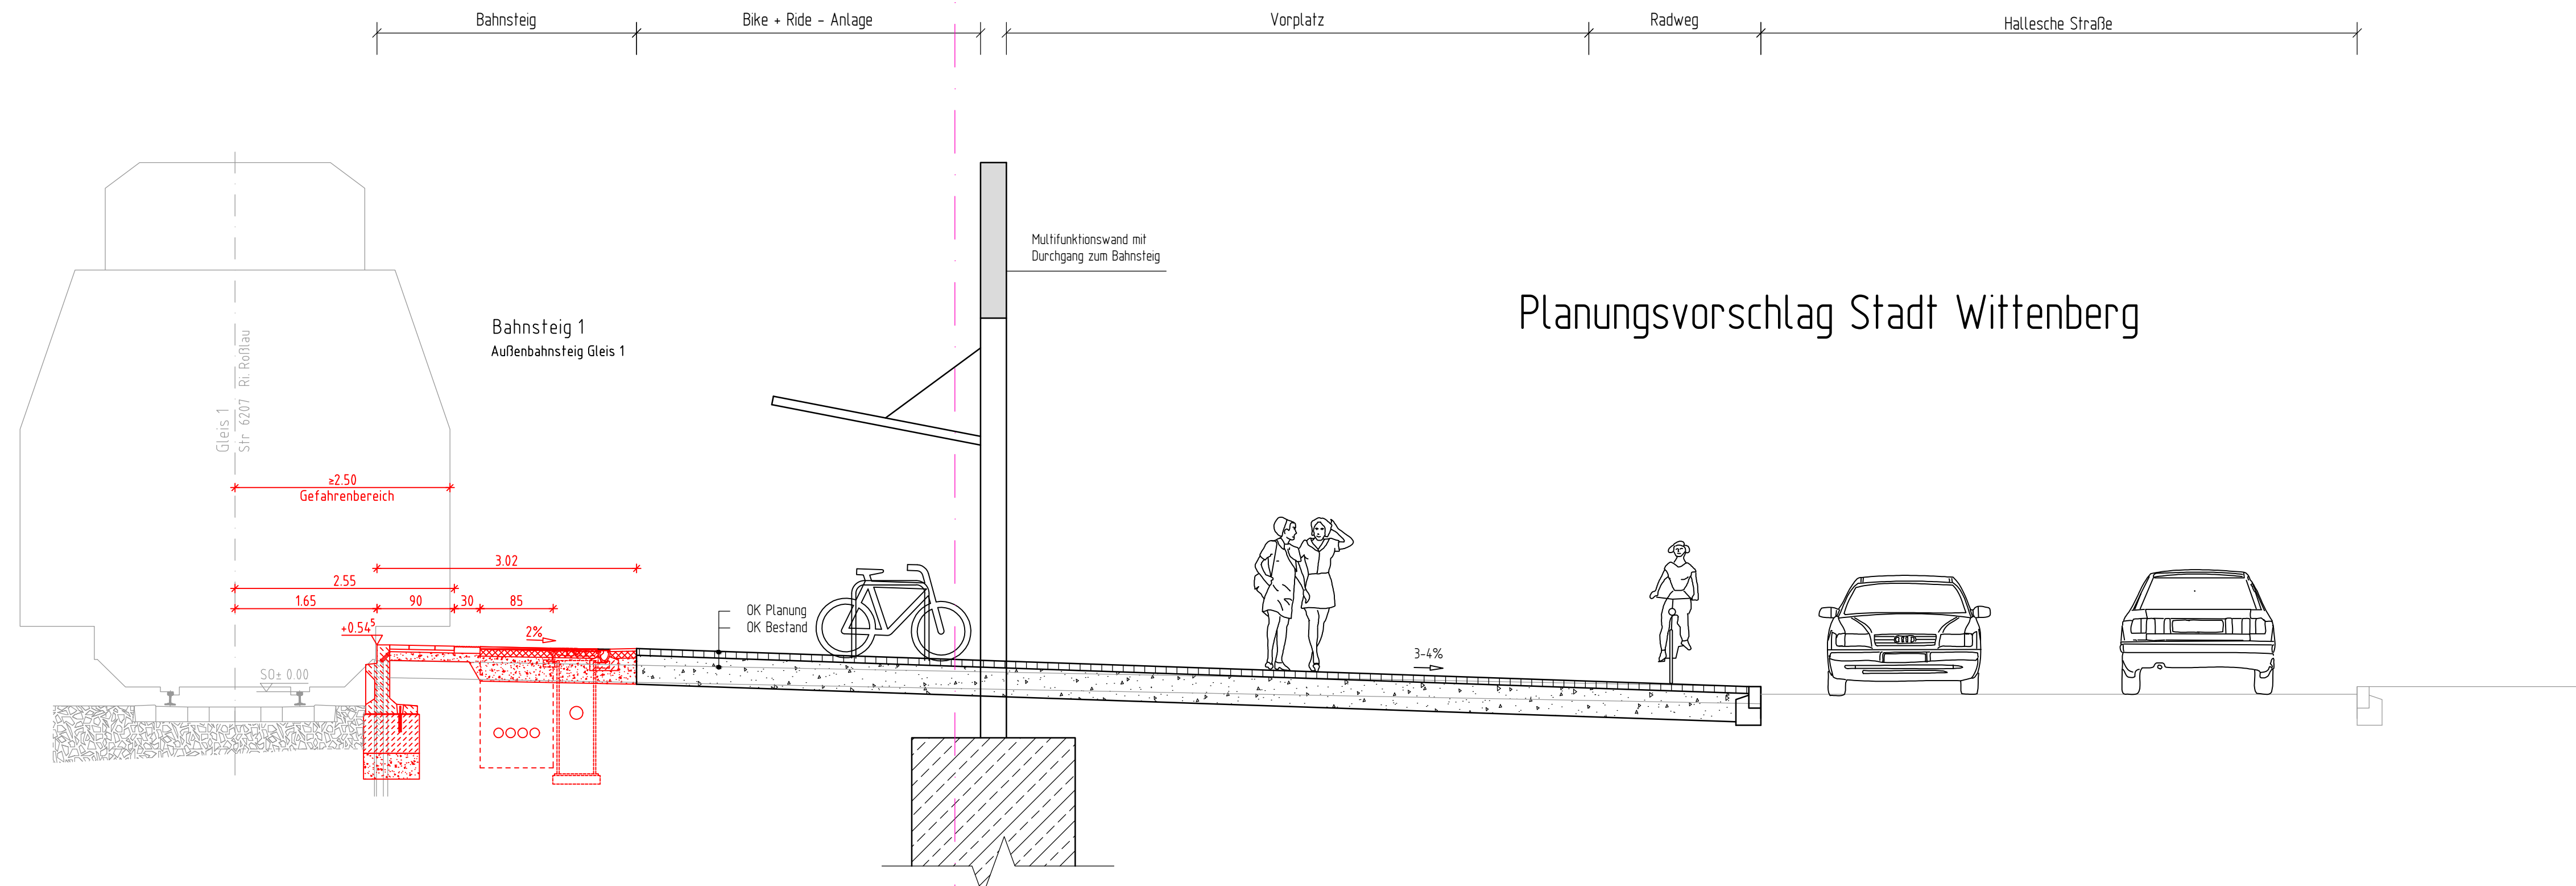 Bahnsteig
Bike + Ride - Anlage
Vorplatz
Radweg
Hallesche Straße
Multifunktionswand mit
Durchgang zum Bahnsteig
Planungsvorschlag Stadt Wittenberg
Bahnsteig 1
Außenbahnsteig Gleis 1
Gleis 1
Str 6207 Ri. Roßlau
≥2.50
Gefahrenbereich
3.02
2.55
1.65
90
30
85
+0.54⁵
2%
OK Planung
OK Bestand
3-4%
SO± 0.00